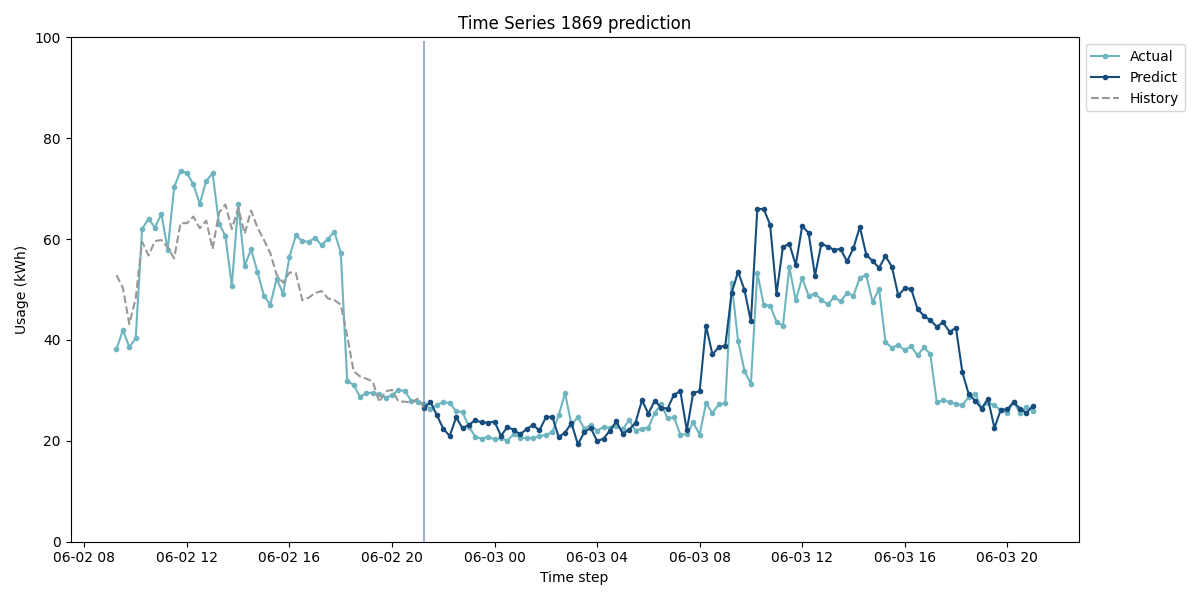 Time Series 1869 prediction
100
80
60
40
20
0
Usage (kWh)
06-02 08
06-02 12
06-02 16
06-02 20
06-03 00
06-03 04
06-03 08
06-03 12
06-03 16
06-03 20
Time step
Actual
Predict
History